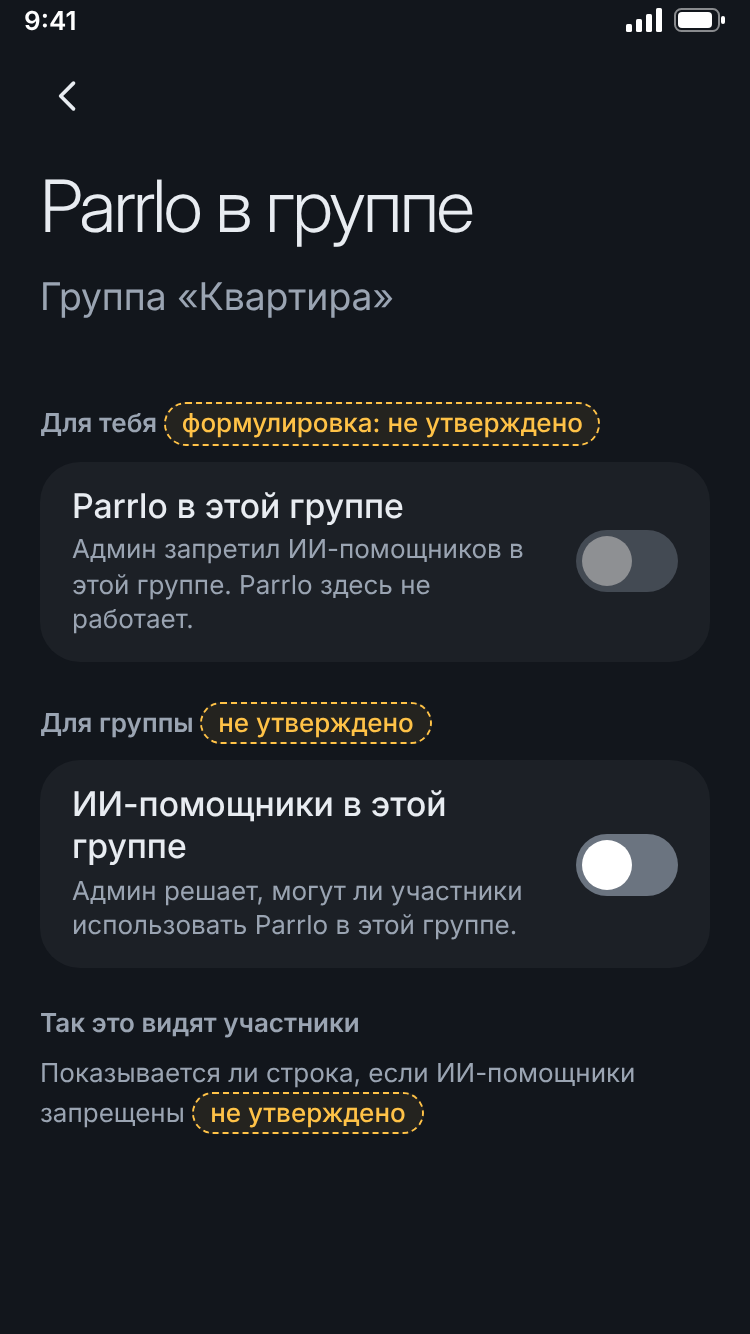 9:41
Parrlo в группе
Группа «Квартира»
Для тебя формулировка: не утверждено
Parrlo в этой группе
Админ запретил ИИ-помощников в
этой группе. Parrlo здесь не
работает.
Для группы не утверждено
ИИ-помощники в этой
группе
Админ решает, могут ли участники
использовать Parrlo в этой группе.
Так это видят участники
Показывается ли строка, если ИИ-помощники
запрещены не утверждено